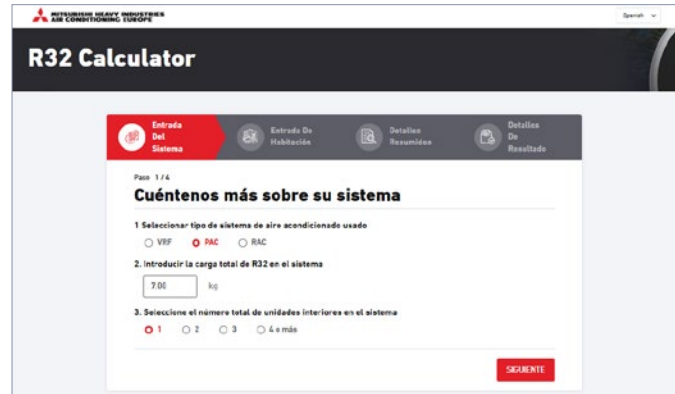 MITSUBISHI HEAVY INDUSTRIES
AIR CONDITIONING EUROPE
Spanish
R32 Calculator
Entrada
Del
Sistema
Entrada De
Habitación
Detalles
Resumidos
Detalles
De
Resultado
Paso 1/4
Cuéntenos más sobre su sistema
1 Seleccionar tipo de sistema de aire acondicionado usado
VRF PAC RAC
2. Introducir la carga total de R32 en el sistema
7.00 kg
3. Seleccione el número total de unidades interiores en el sistema
1 2 3 4 o más
SIGUIENTE